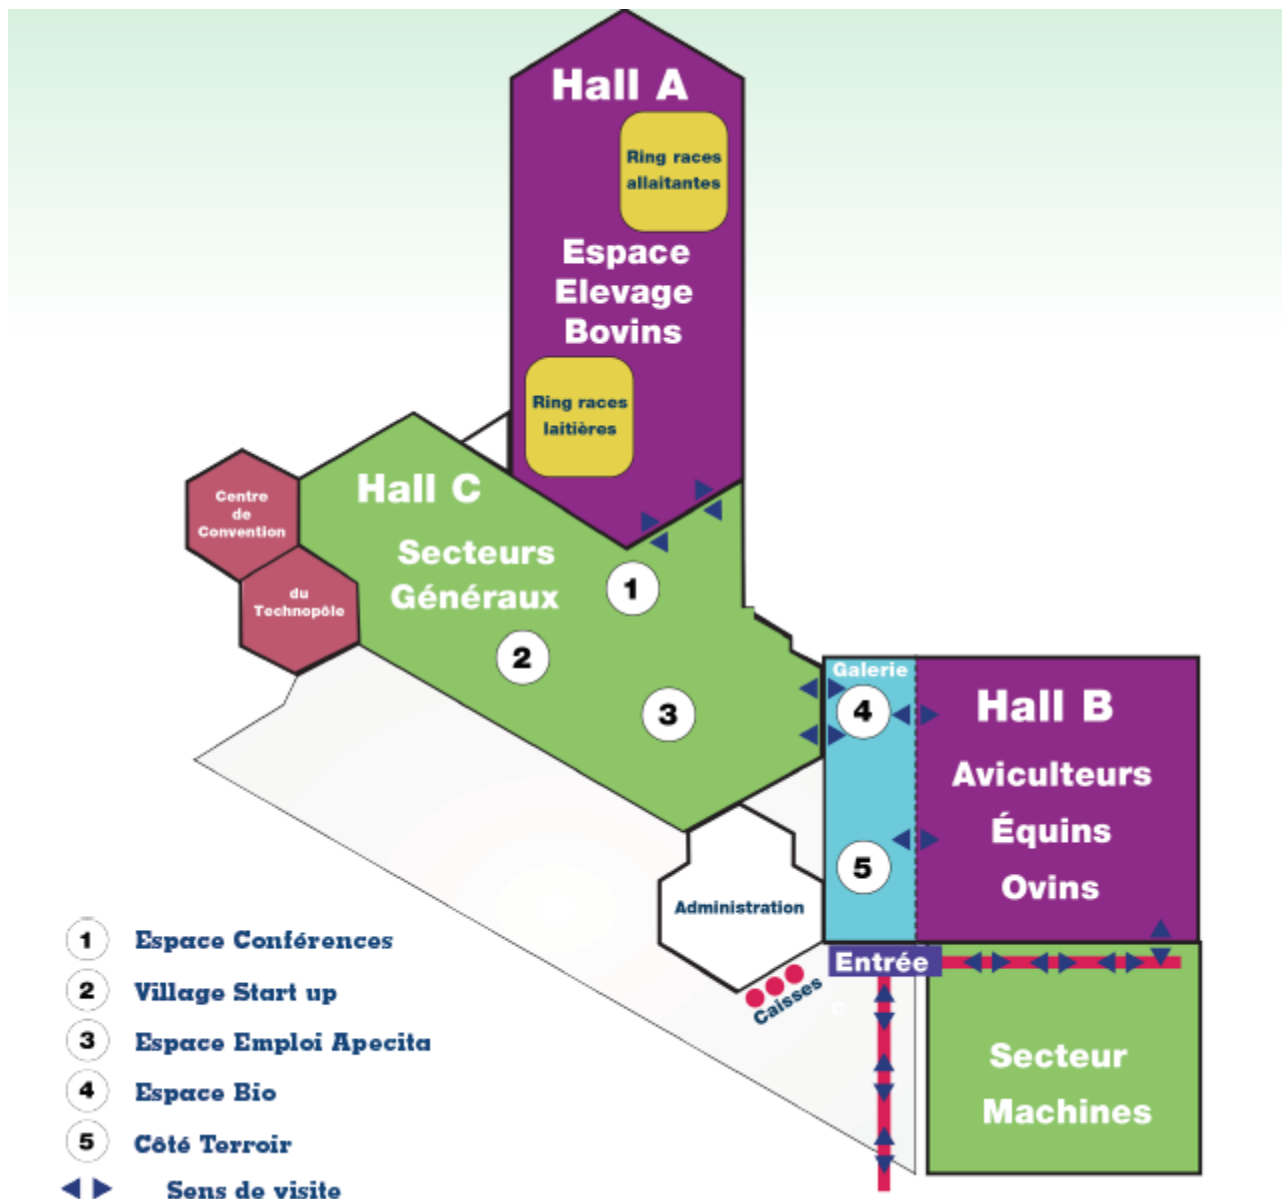 Hall A
Ring races
allaitantes
Espace
Elevage
Bovins
Ring races
laitières
Hall C
Secteurs
Généraux
Centre
de
Convention
du
Technopôle
1
2
3
Galerie
4
5
Hall B
Aviculteurs
Équins
Ovins
Administration
Entrée
Caisses
Secteur
Machines
1 Espace Conférences
2 Village Start up
3 Espace Emploi Apecita
4 Espace Bio
5 Côté Terroir
Sens de visite